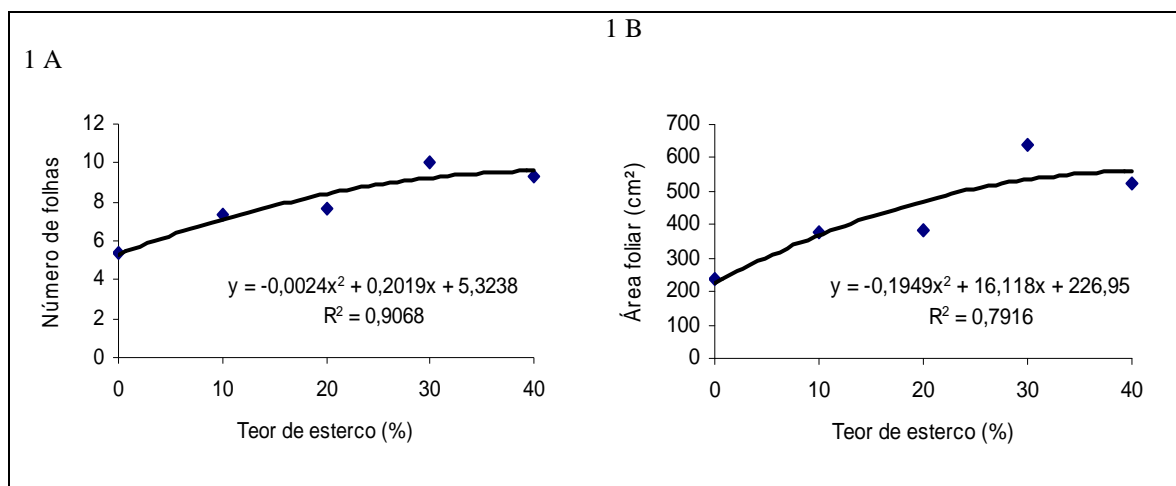 1 A
12
10
8
6
4
2
0
Número de folhas
y = -0,0024x² + 0,2019x + 5,3238
R² = 0,9068
0 10 20 30 40
Teor de esterco (%)
1 B
700
600
500
400
300
200
100
0
Área foliar (cm²)
y = -0,1949x² + 16,118x + 226,95
R² = 0,7916
0 10 20 30 40
Teor de esterco (%)